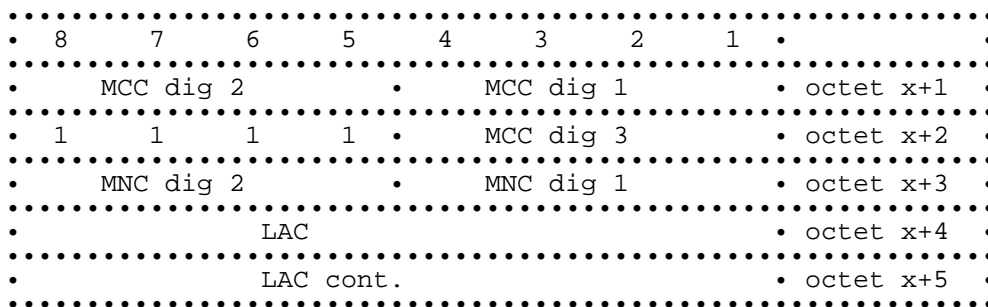 8 7 6 5 4 3 2 1
MCC dig 2 MCC dig 1 octet x+1
1 1 1 1 MCC dig 3 octet x+2
MNC dig 2 MNC dig 1 octet x+3
LAC octet x+4
LAC cont. octet x+5